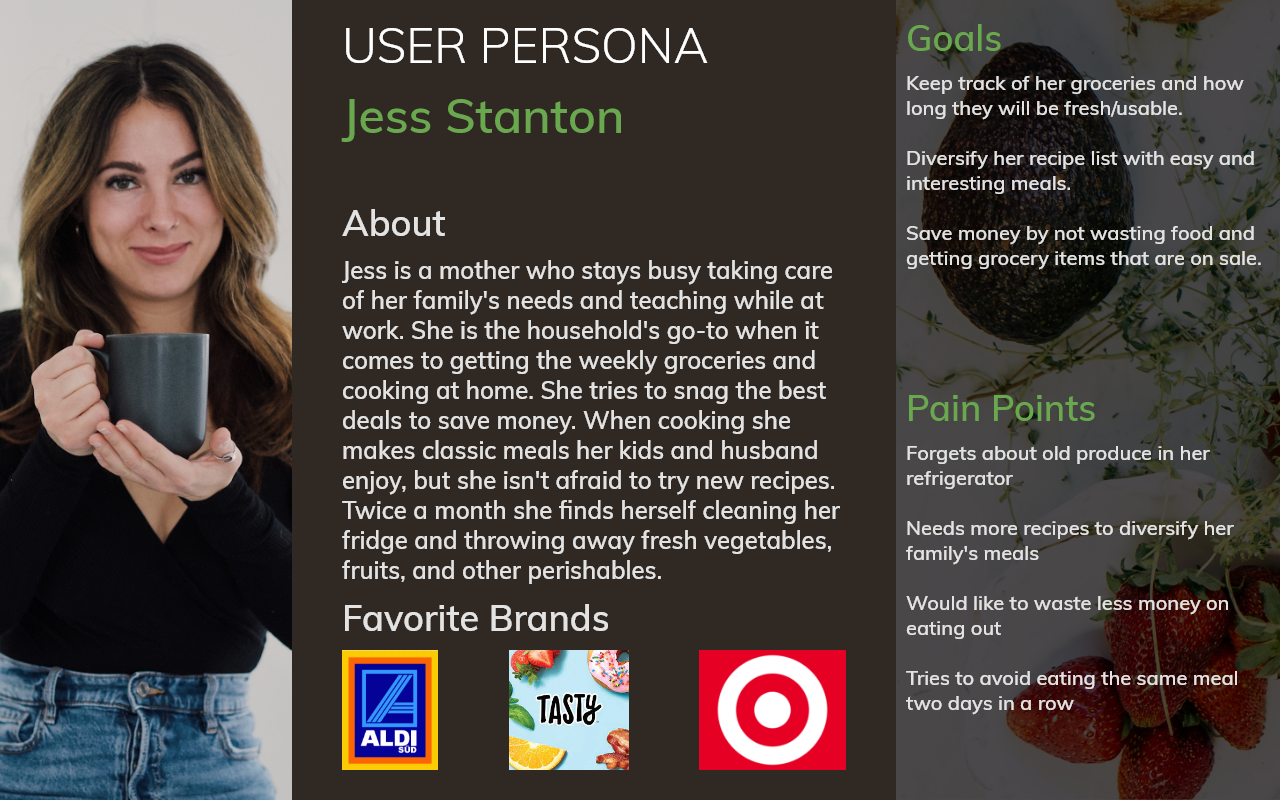 USER PERSONA
Jess Stanton
About
Jess is a mother who stays busy taking care
of her family's needs and teaching while at
work. She is the household's go-to when it
comes to getting the weekly groceries and
cooking at home. She tries to snag the best
deals to save money. When cooking she
makes classic meals her kids and husband
enjoy, but she isn't afraid to try new recipes.
Twice a month she finds herself cleaning her
fridge and throwing away fresh vegetables,
fruits, and other perishables.
Favorite Brands
ALDI
SÜD
TASTY
Goals
Keep track of her groceries and how
long they will be fresh/usable.
Diversify her recipe list with easy and
interesting meals.
Save money by not wasting food and
getting grocery items that are on sale.
Pain Points
Forgets about old produce in her
refrigerator
Needs more recipes to diversify her
family's meals
Would like to waste less money on
eating out
Tries to avoid eating the same meal
two days in a row